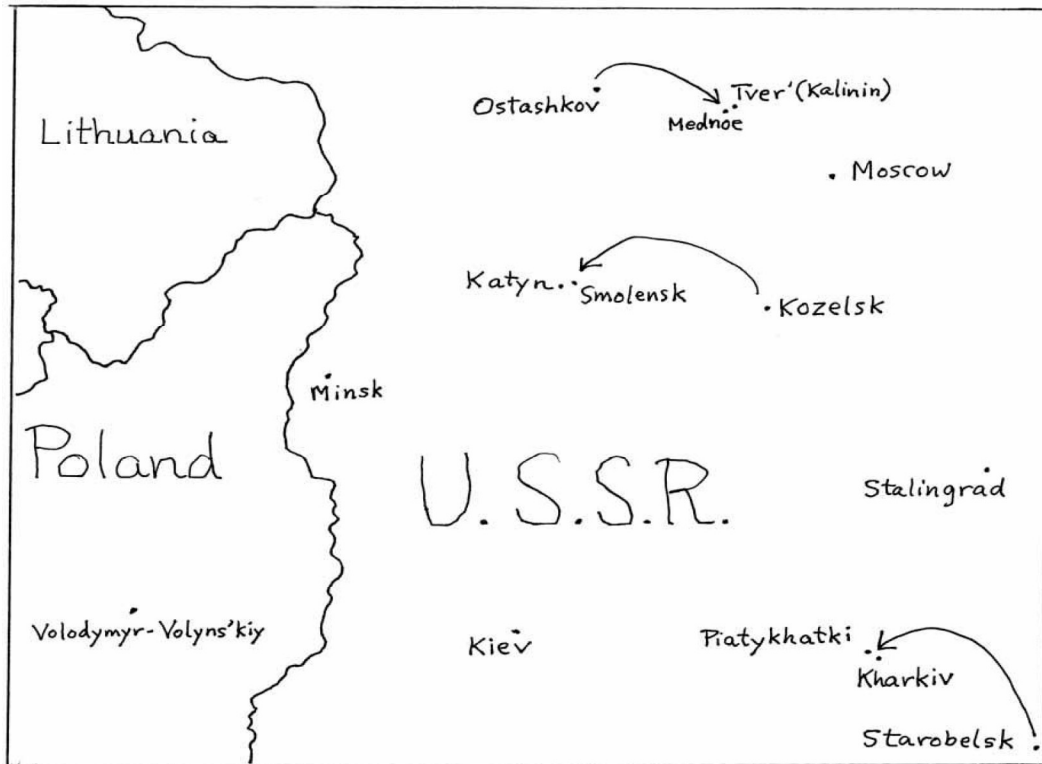 Ostashkov
Tver'(Kalinin)
Mednoe
Lithuania
Moscow
Katyn
Smolensk
Kozelsk
Minsk
Poland
U.S.S.R.
Stalingrad
Volodymyr-Volyns'kiy
Kiev
Piatykhatki
Kharkiv
Starobelsk